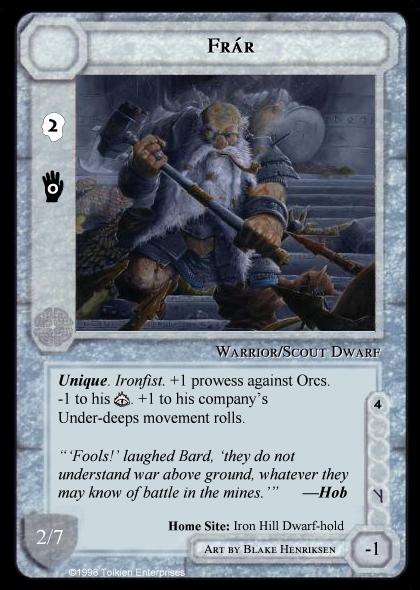 FRÁR
2
WARRIOR/SCOUT DWARF
Unique. Ironfist. +1 prowess against Orcs.
-1 to his . +1 to his company's
Under-deeps movement rolls.
4
“‘Fools!’ laughed Bard, ‘they do not
understand war above ground, whatever they
may know of battle in the mines.’” —Hob
Home Site: Iron Hill Dwarf-hold
2/7
ART BY BLAKE HENRIKSEN
-1
©1998 Tolkien Enterprises